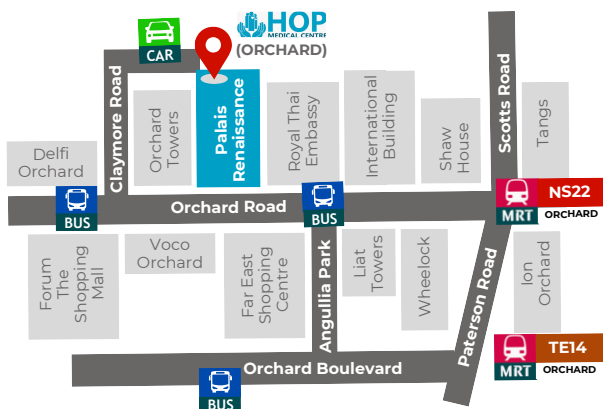 HOP
MEDICAL CENTRE
(ORCHARD)
CAR
Claymore Road
Scotts Road
Delfi
Orchard
Orchard
Towers
Palais
Renaissance
Royal Thai
Embassy
International
Building
Shaw
House
Tangs
BUS
Orchard Road
BUS
MRT
NS22
ORCHARD
Forum
The
Shopping
Mall
Voco
Orchard
Far East
Shopping
Centre
Angullia Park
Liat
Towers
Wheelock
Paterson Road
Ion
Orchard
MRT
TE14
ORCHARD
Orchard Boulevard
BUS